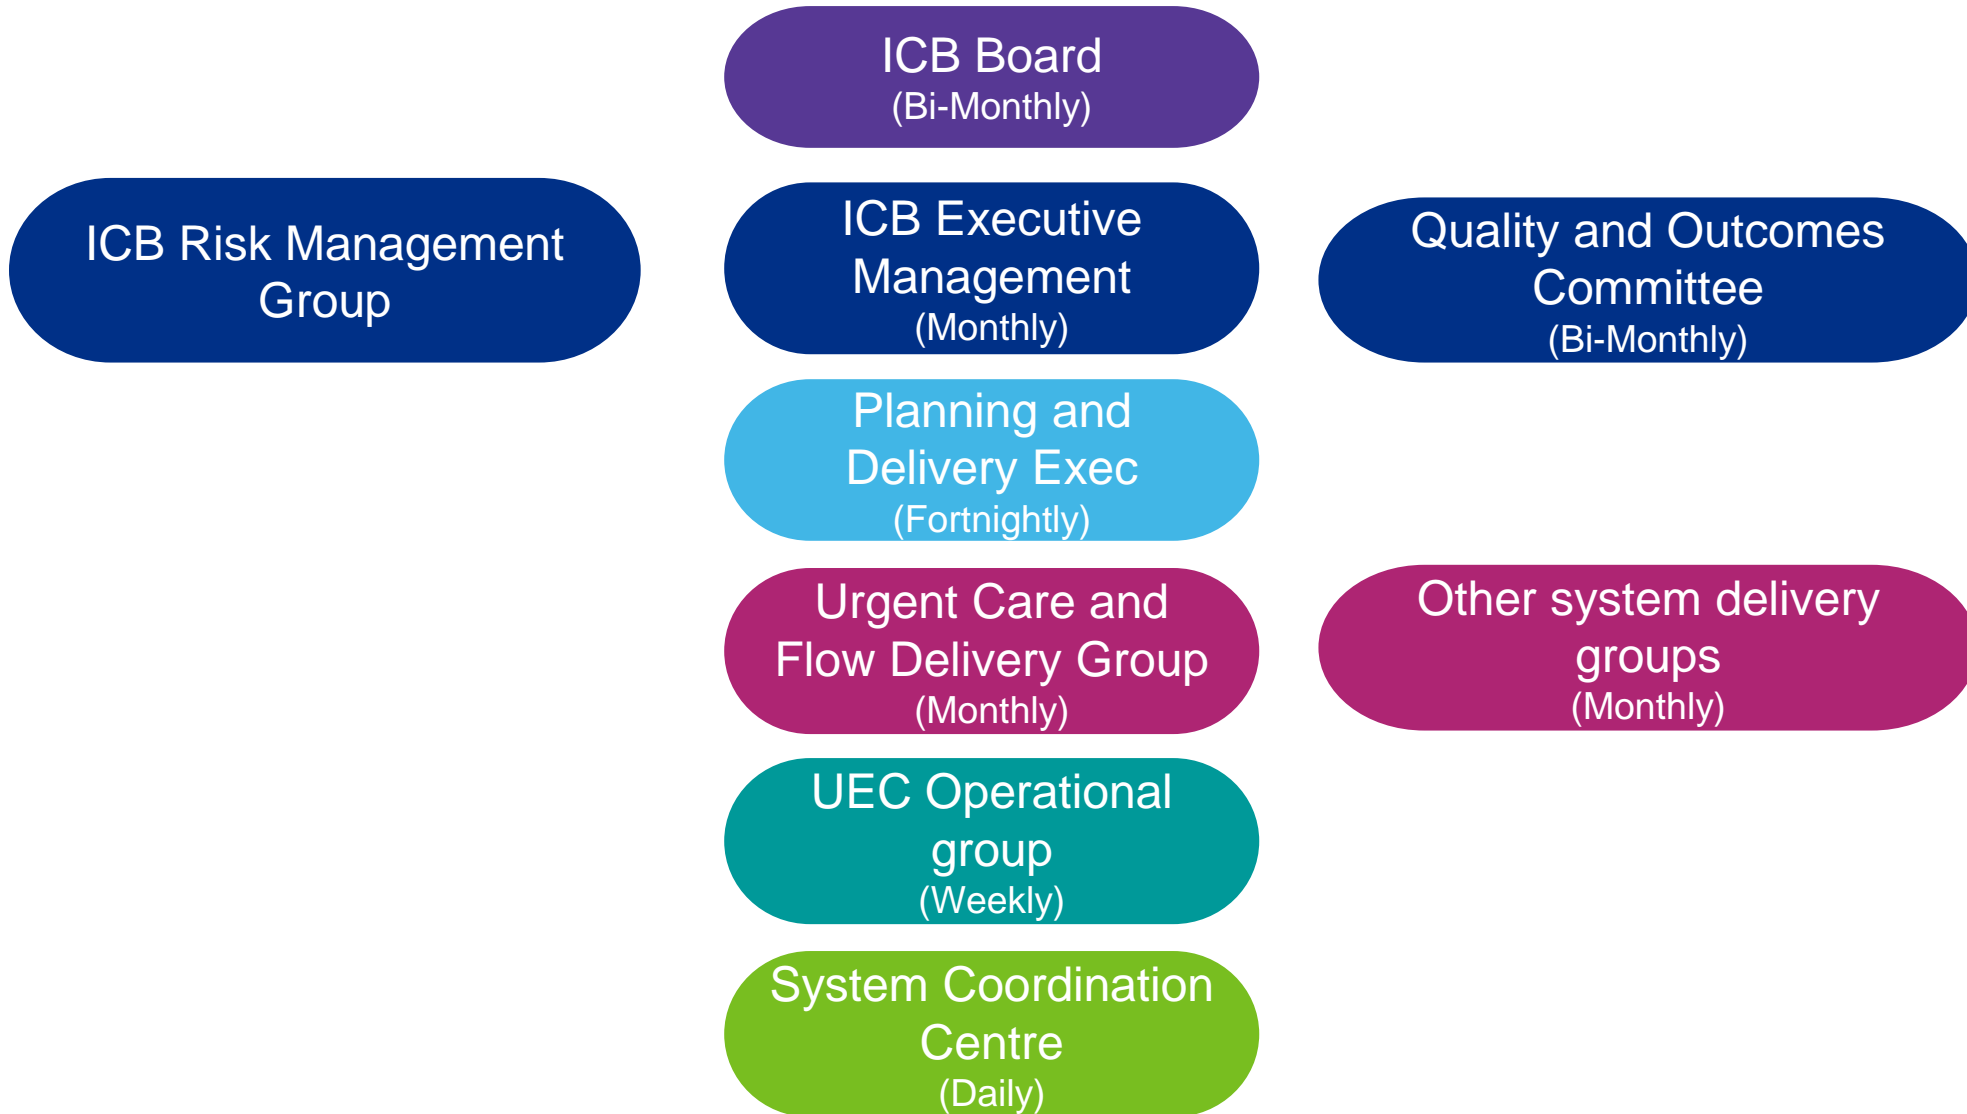 ICB Board
(Bi-Monthly)
ICB Risk Management
Group
ICB Executive
Management
(Monthly)
Quality and Outcomes
Committee
(Bi-Monthly)
Planning and
Delivery Exec
(Fortnightly)
Urgent Care and
Flow Delivery Group
(Monthly)
Other system delivery
groups
(Monthly)
UEC Operational
group
(Weekly)
System Coordination
Centre
(Daily)